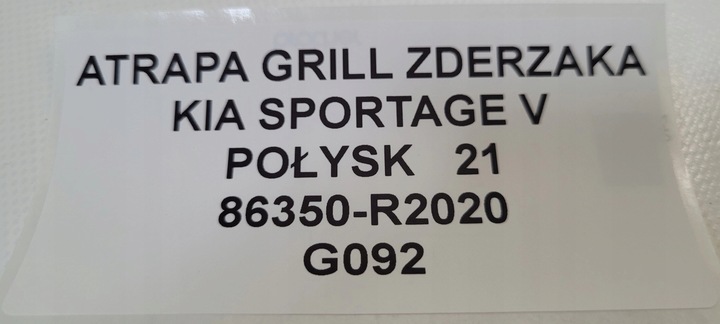 ATRAPA GRILL ZDERZAKA
KIA SPORTAGE V
POŁYSK 21
86350-R2020
G092